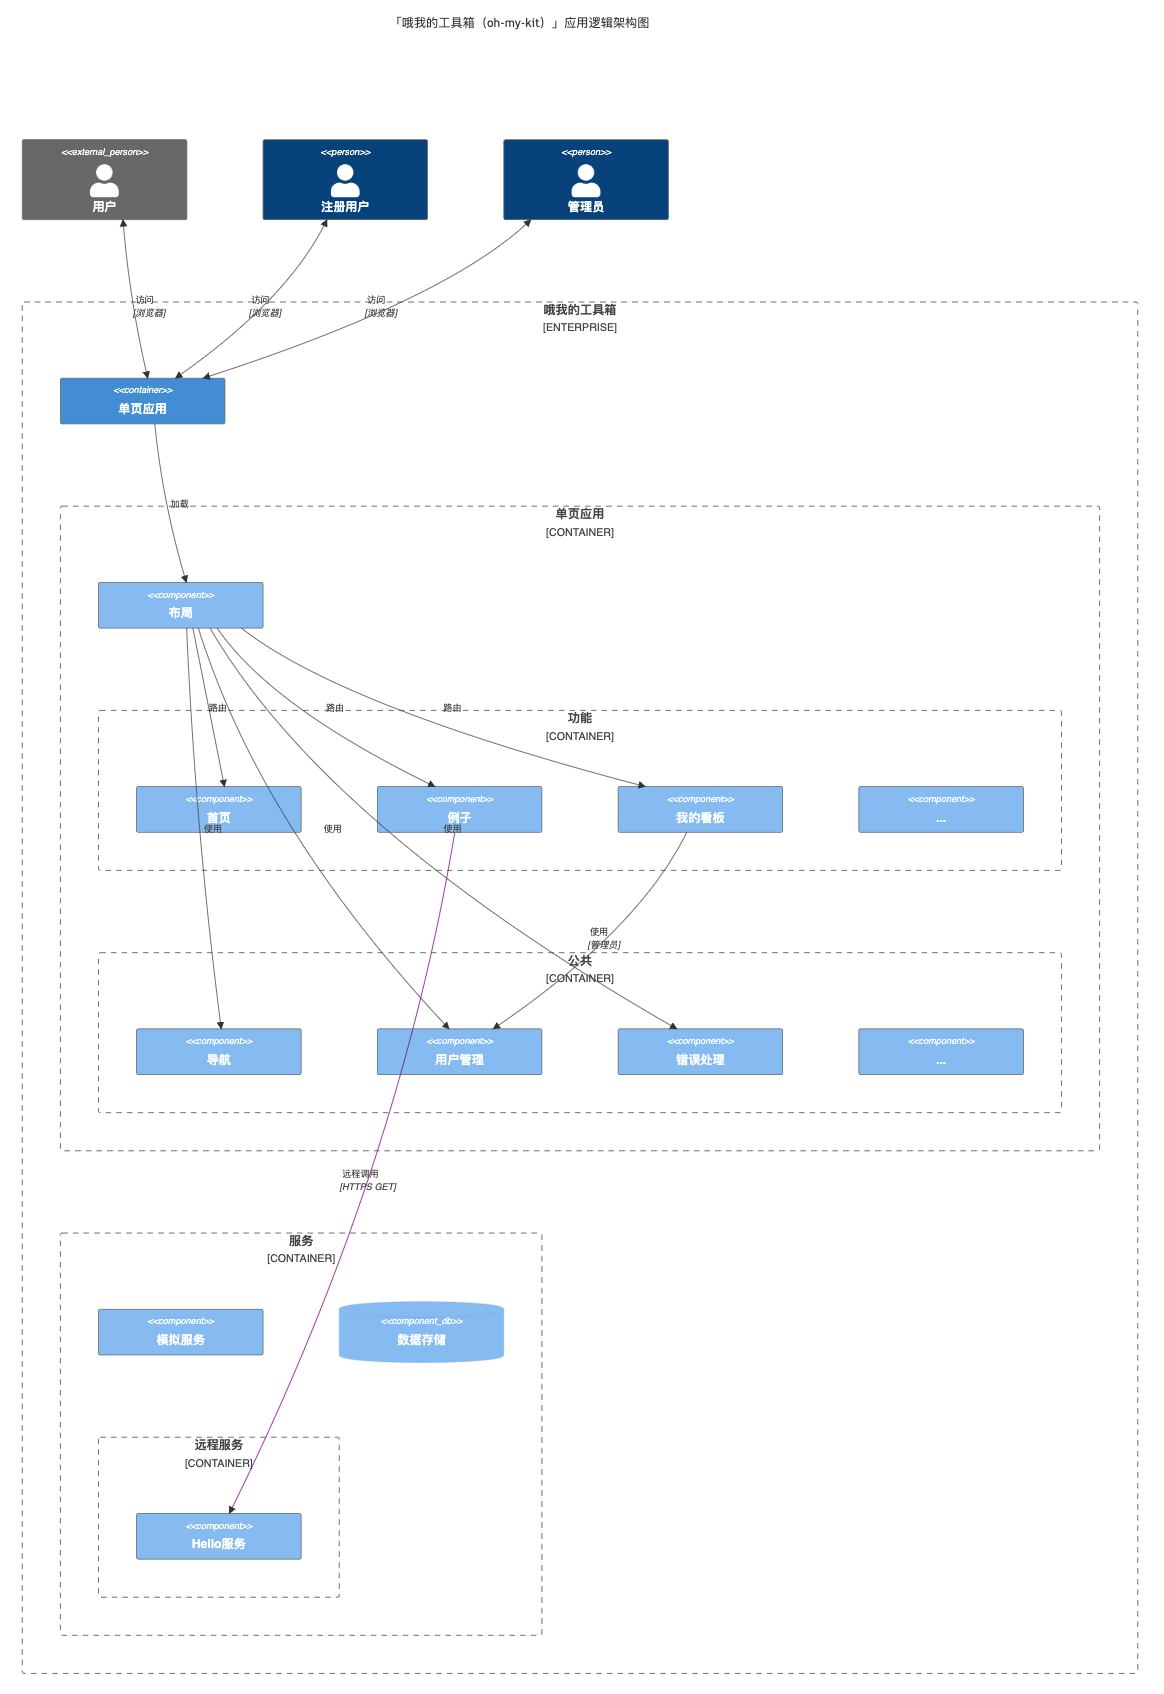 「哦我的工具箱（oh-my-kit）」应用逻辑架构图
<<external_person>>
用户
<<person>>
注册用户
<<person>>
管理员
访问
[浏览器]
访问
[浏览器]
访问
[浏览器]
哦我的工具箱
[ENTERPRISE]
<<container>>
单页应用
加载
单页应用
[CONTAINER]
<<component>>
布局
路由
路由
路由
功能
[CONTAINER]
<<component>>
首页
<<component>>
例子
<<component>>
我的看板
<<component>>
...
使用
使用
使用
使用
[管理员]
公共
[CONTAINER]
<<component>>
导航
<<component>>
用户管理
<<component>>
错误处理
<<component>>
...
远程调用
[HTTPS GET]
服务
[CONTAINER]
<<component>>
模拟服务
<<component_db>>
数据存储
远程服务
[CONTAINER]
<<component>>
Hello服务